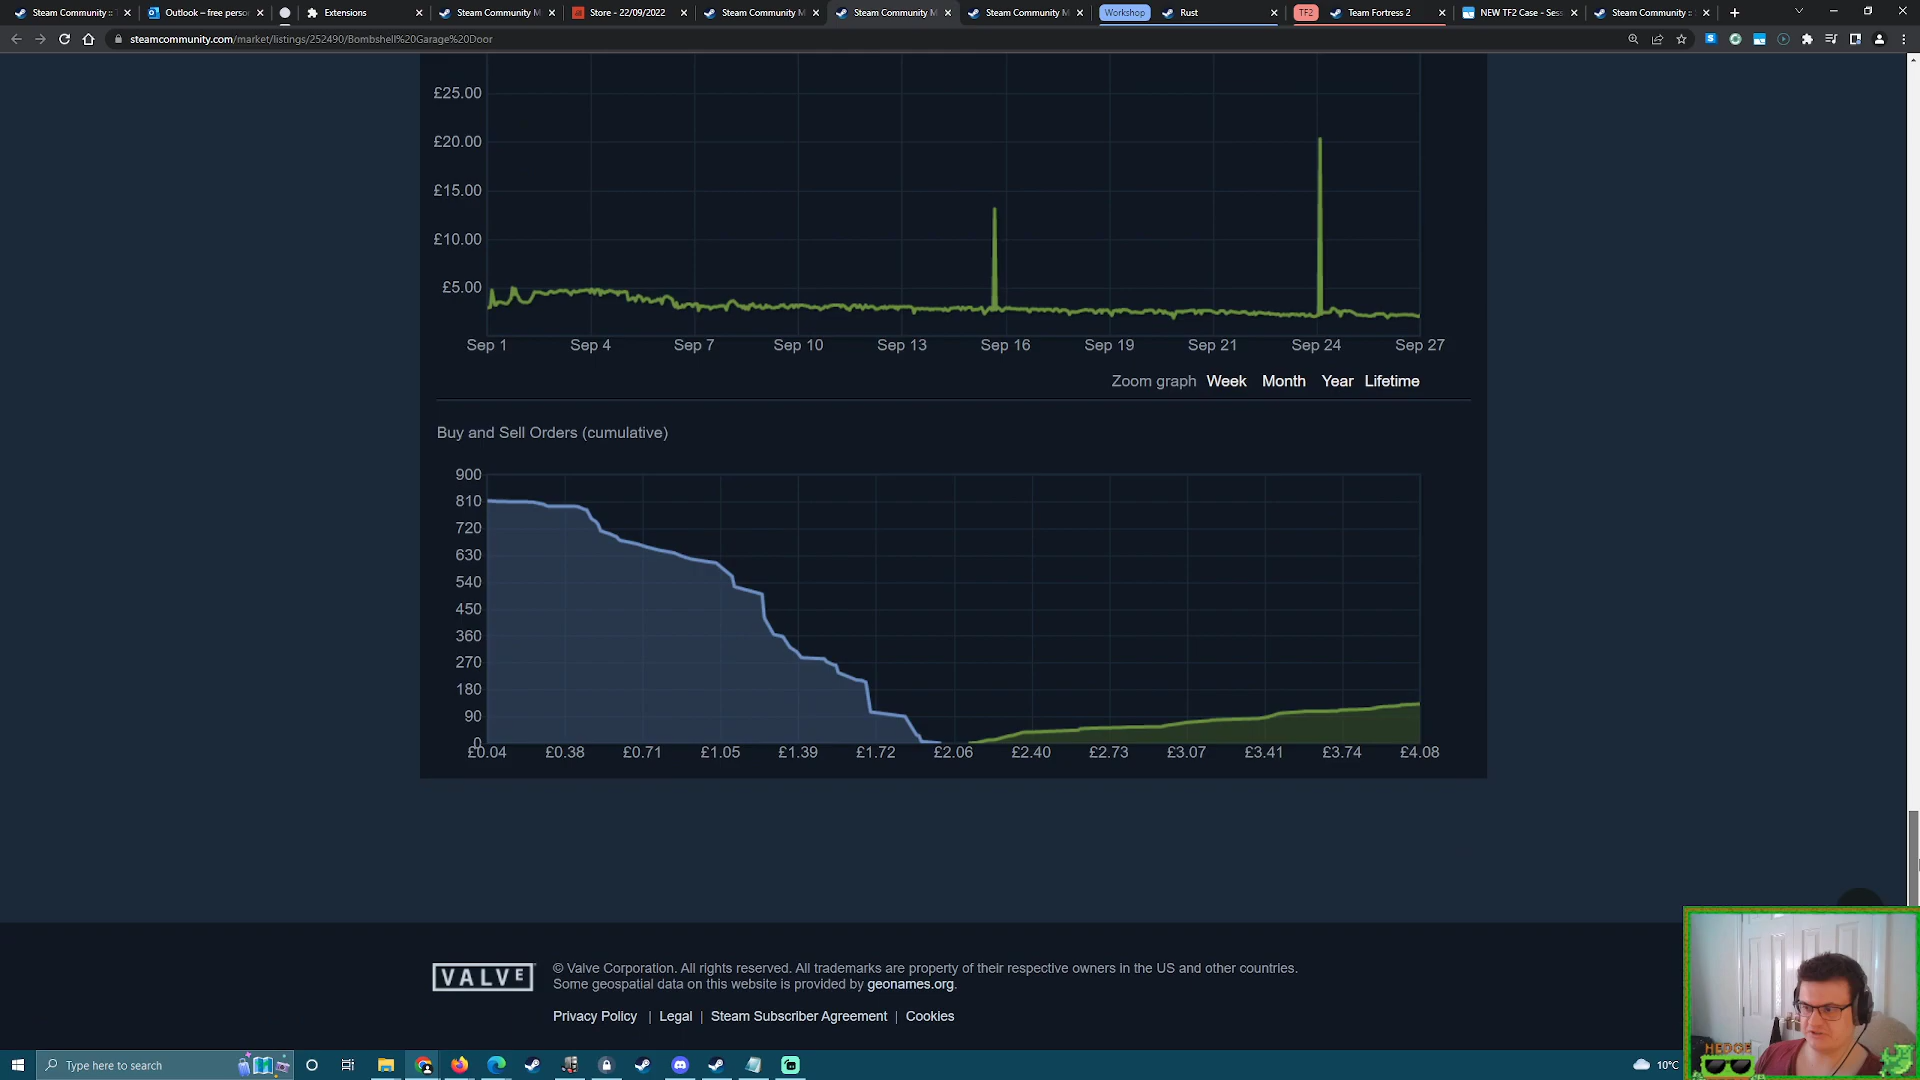 Steam Community ::
Outlook – free perso
Extensions
Steam Community M
Store - 22/09/2022
Steam Community M
Steam Community M
Steam Community M
Workshop
Rust
TF2
Team Fortress 2
NEW TF2 Case - Ses
Steam Community ::
steamcommunity.com/market/listings/252490/Bombshell%20Garage%20Door
£25.00
£20.00
£15.00
£10.00
£5.00
Sep 1 Sep 4 Sep 7 Sep 10 Sep 13 Sep 16 Sep 19 Sep 21 Sep 24 Sep 27
Zoom graph Week Month Year Lifetime
Buy and Sell Orders (cumulative)
900
810
720
630
540
450
360
270
180
90
0
£0.04 £0.38 £0.71 £1.05 £1.39 £1.72 £2.06 £2.40 £2.73 £3.07 £3.41 £3.74 £4.08
VALVE
© Valve Corporation. All rights reserved. All trademarks are property of their respective owners in the US and other countries.
Some geospatial data on this website is provided by geonames.org.
Privacy Policy | Legal | Steam Subscriber Agreement | Cookies
HEDGE
Type here to search
10°C